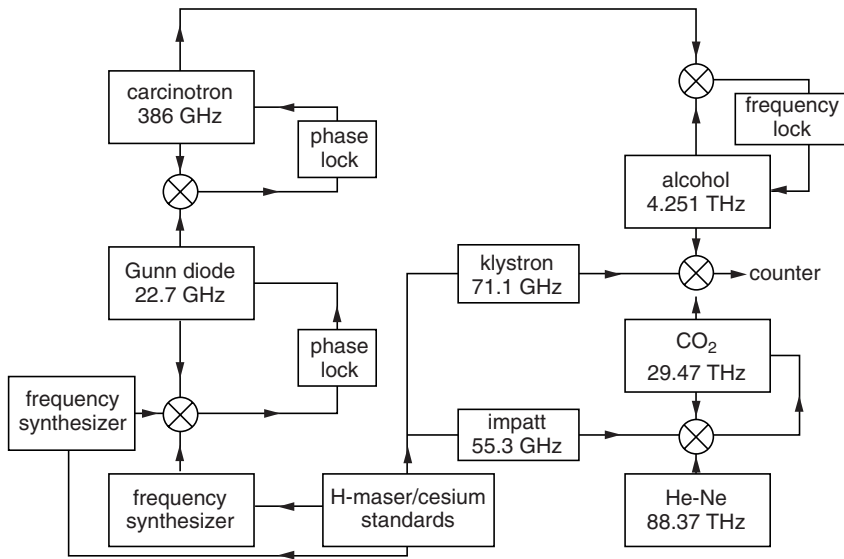 carcinotron
386 GHz
phase
lock
frequency
lock
alcohol
4.251 THz
Gunn diode
22.7 GHz
klystron
71.1 GHz
counter
phase
lock
CO₂
29.47 THz
frequency
synthesizer
impatt
55.3 GHz
frequency
synthesizer
H-maser/cesium
standards
He-Ne
88.37 THz